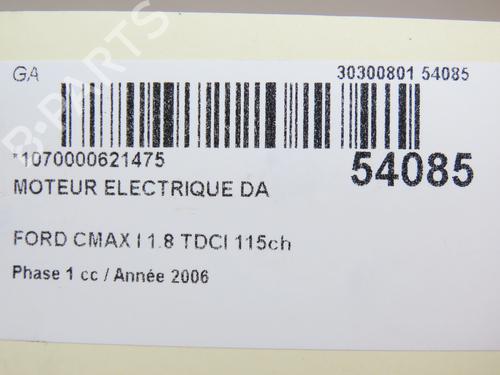 GA 30300801 54085
*1070000621475
54085
MOTEUR ELECTRIQUE DA
FORD CMAX I 1.8 TDCI 115ch
Phase 1 cc / Année 2006
B-PARTS